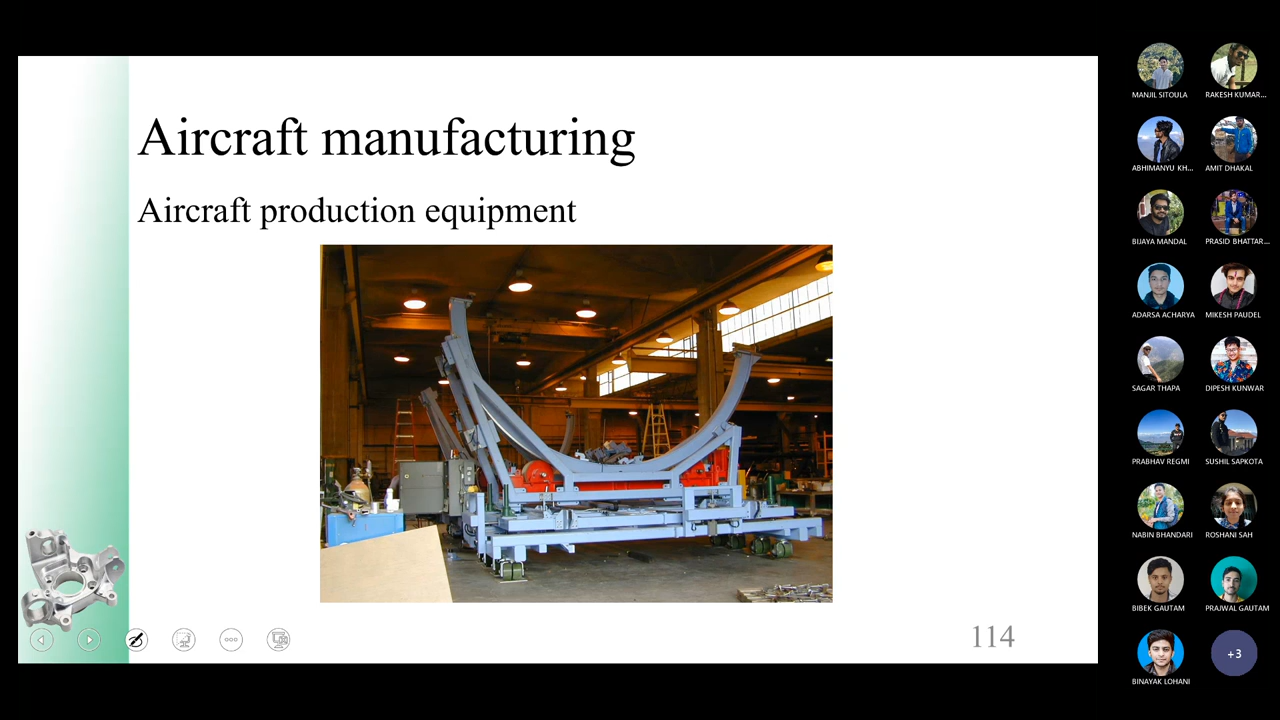 Aircraft manufacturing
Aircraft production equipment
114
MANJIL SITOULA
RAKESH KUMAR...
ABHIMANYU KH...
AMIT DHAKAL
BIJAYA MANDAL
PRASID BHATTAR...
ADARSA ACHARYA
MIKESH PAUDEL
SAGAR THAPA
DIPESH KUNWAR
PRABHAV REGMI
SUSHIL SAPKOTA
NABIN BHANDARI
ROSHANI SAH
BIBEK GAUTAM
PRAJWAL GAUTAM
BINAYAK LOHANI
+3